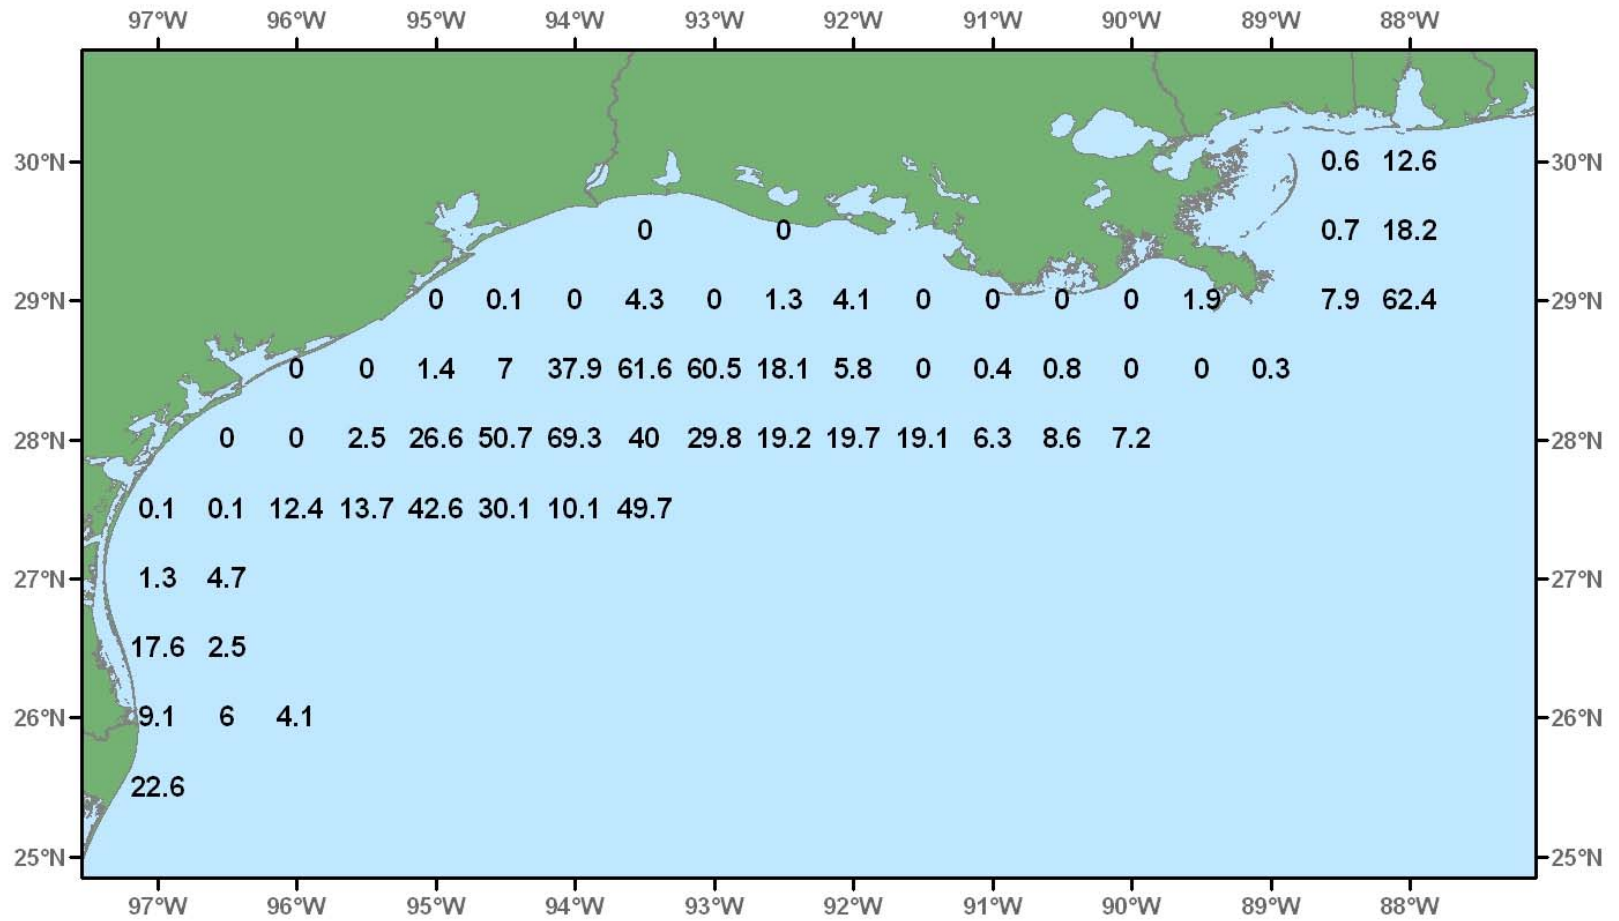 97°W 96°W 95°W 94°W 93°W 92°W 91°W 90°W 89°W 88°W
30°N 0.6 12.6 30°N
0 0 0.7 18.2
29°N 0 0.1 0 4.3 0 1.3 4.1 0 0 0 0 1.9 7.9 62.4 29°N
0 0 1.4 7 37.9 61.6 60.5 18.1 5.8 0 0.4 0.8 0 0 0.3
28°N 0 0 2.5 26.6 50.7 69.3 40 29.8 19.2 19.7 19.1 6.3 8.6 7.2 28°N
0.1 0.1 12.4 13.7 42.6 30.1 10.1 49.7
27°N 1.3 4.7 27°N
17.6 2.5
26°N 9.1 6 4.1 26°N
22.6
25°N 25°N
97°W 96°W 95°W 94°W 93°W 92°W 91°W 90°W 89°W 88°W